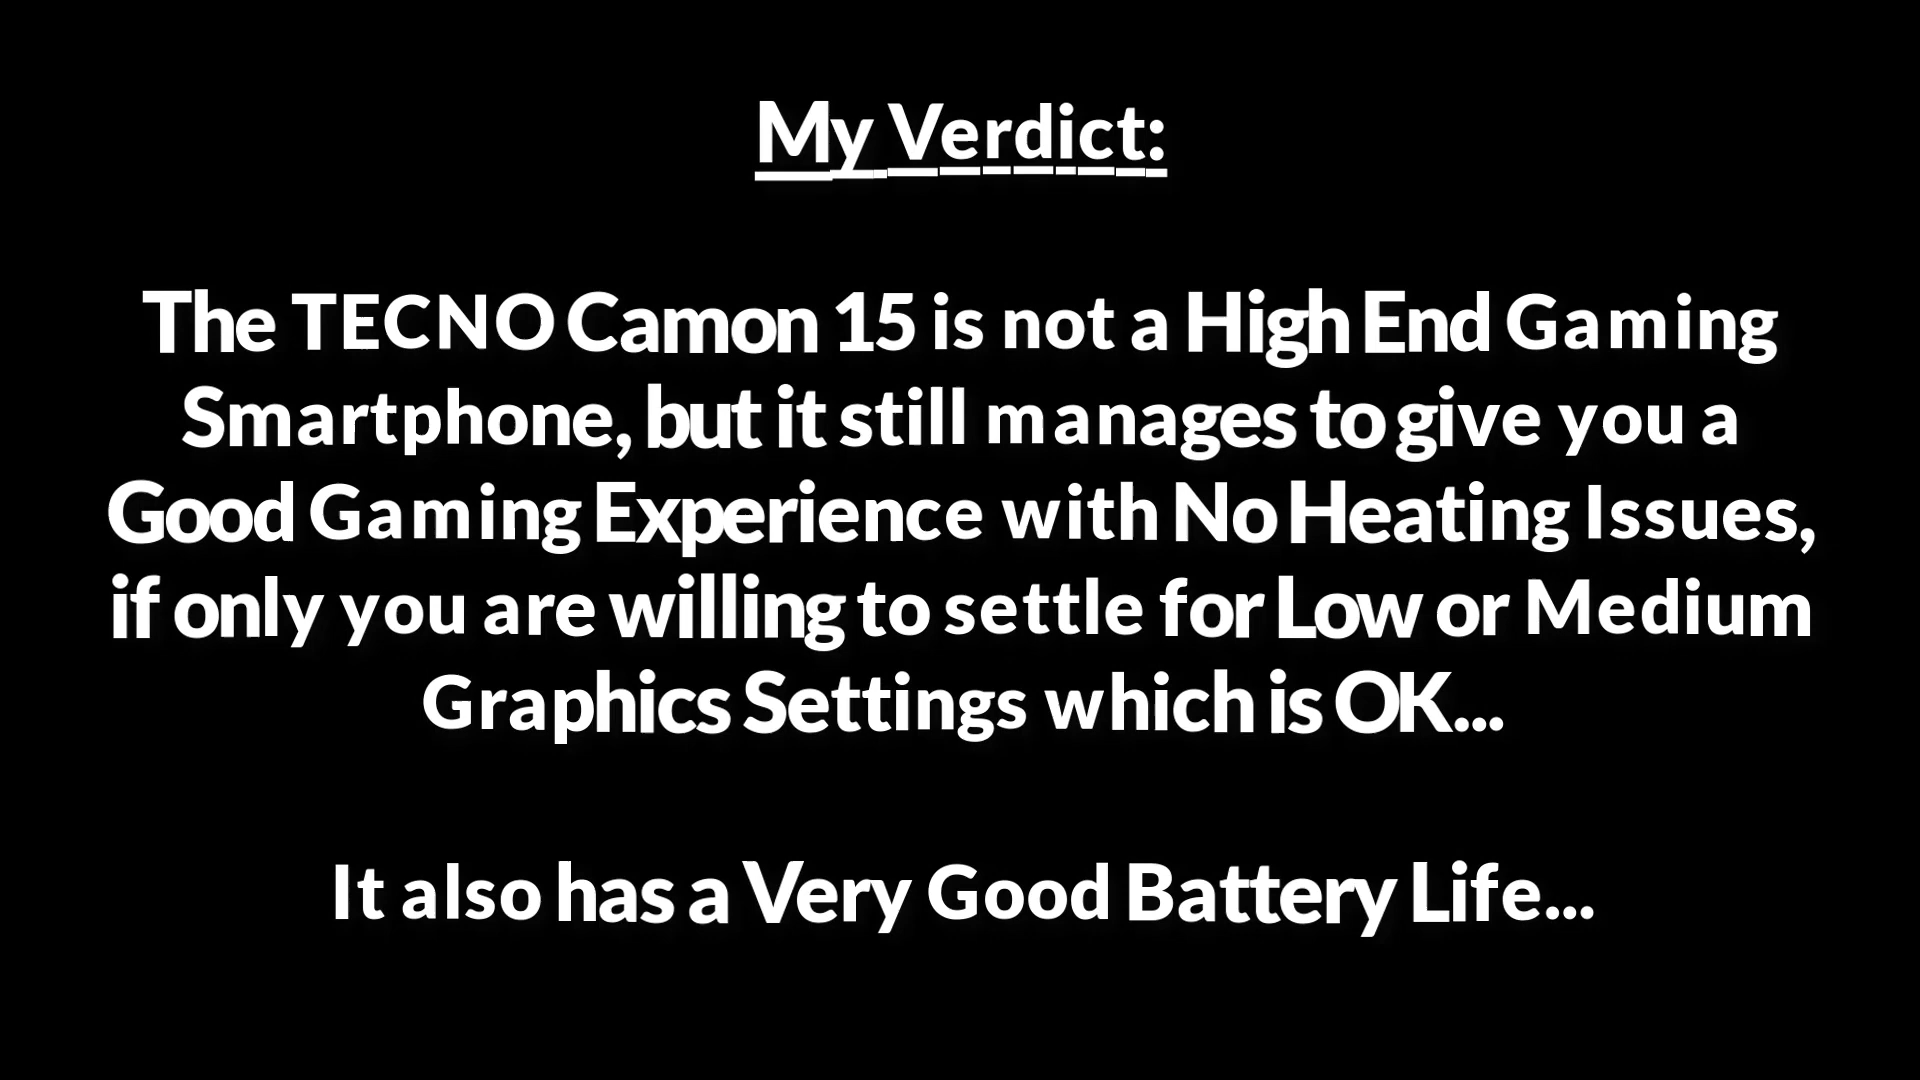 My Verdict:
The TECNO Camon 15 is not a High End Gaming
Smartphone, but it still manages to give you a
Good Gaming Experience with No Heating Issues,
if only you are willing to settle for Low or Medium
Graphics Settings which is OK...
It also has a Very Good Battery Life...